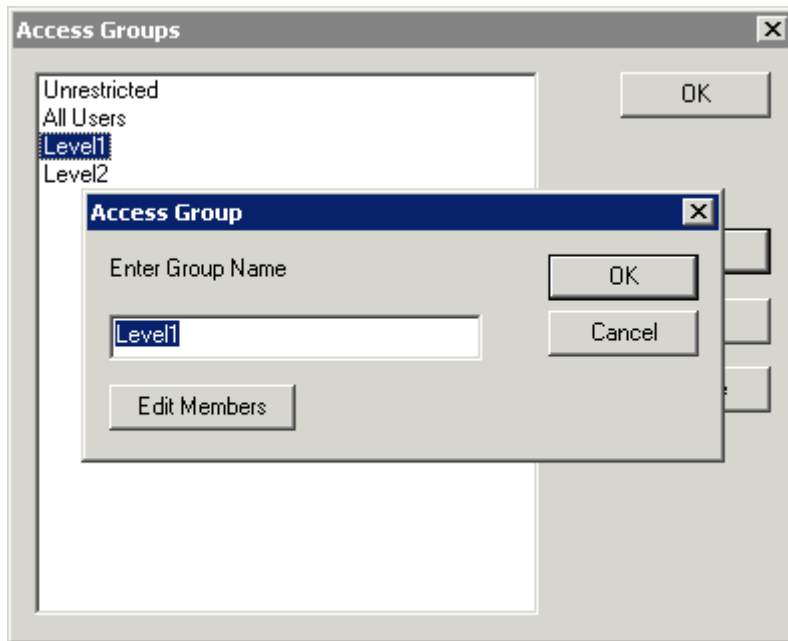 Access Groups
OK
Unrestricted
All Users
Level1
Level2
Access Group
Enter Group Name
OK
Level1
Cancel
Edit Members